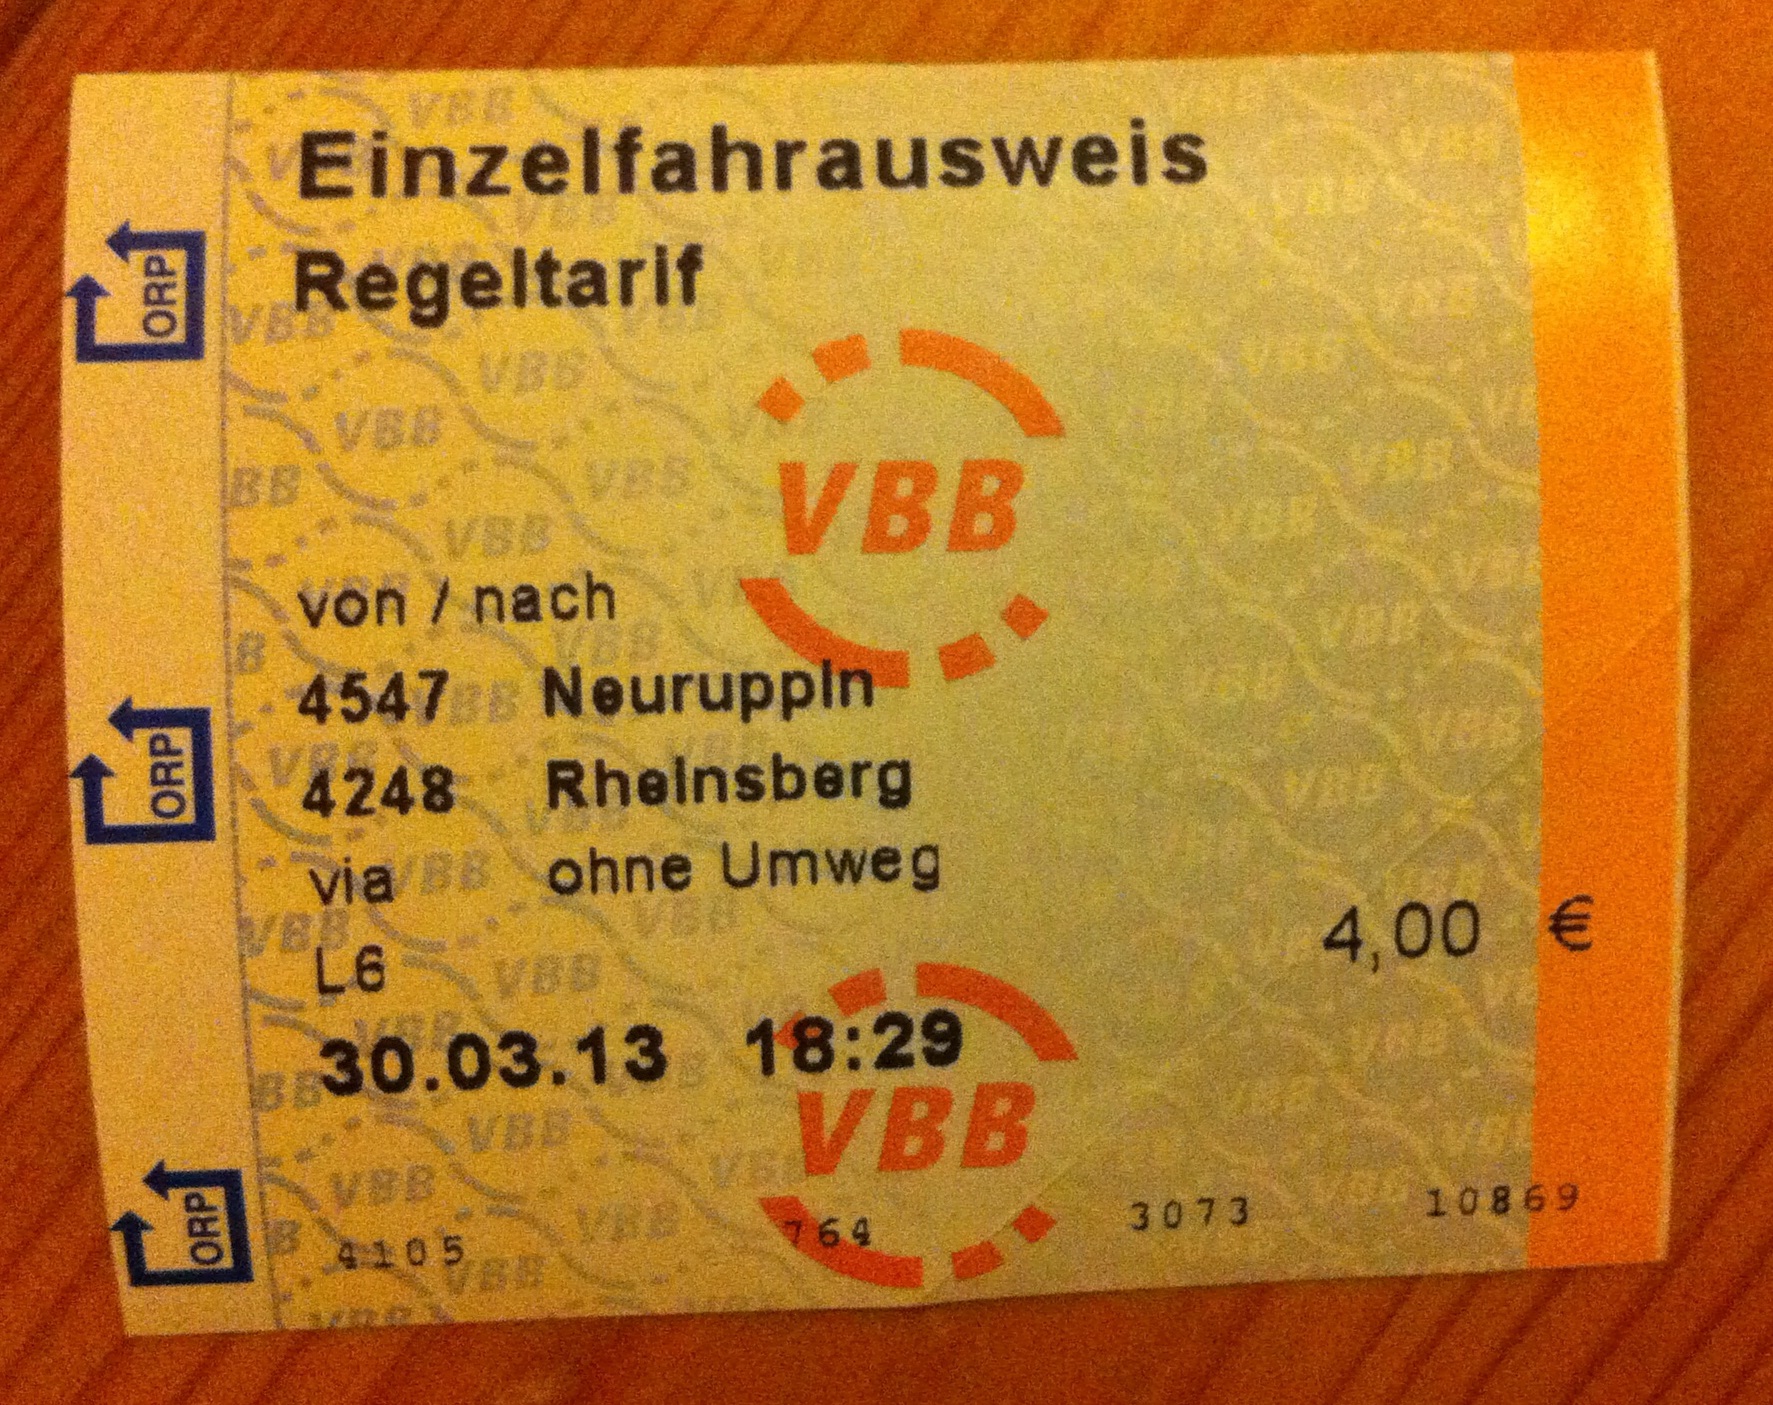 Einzelfahrausweis
Regeltarif
VBB
von / nach
4547 Neuruppin
4248 Rheinsberg
via ohne Umweg
L6 4,00 €
30.03.13 18:29
VBB
4105 764 3073 10869
ORP
ORP
ORP